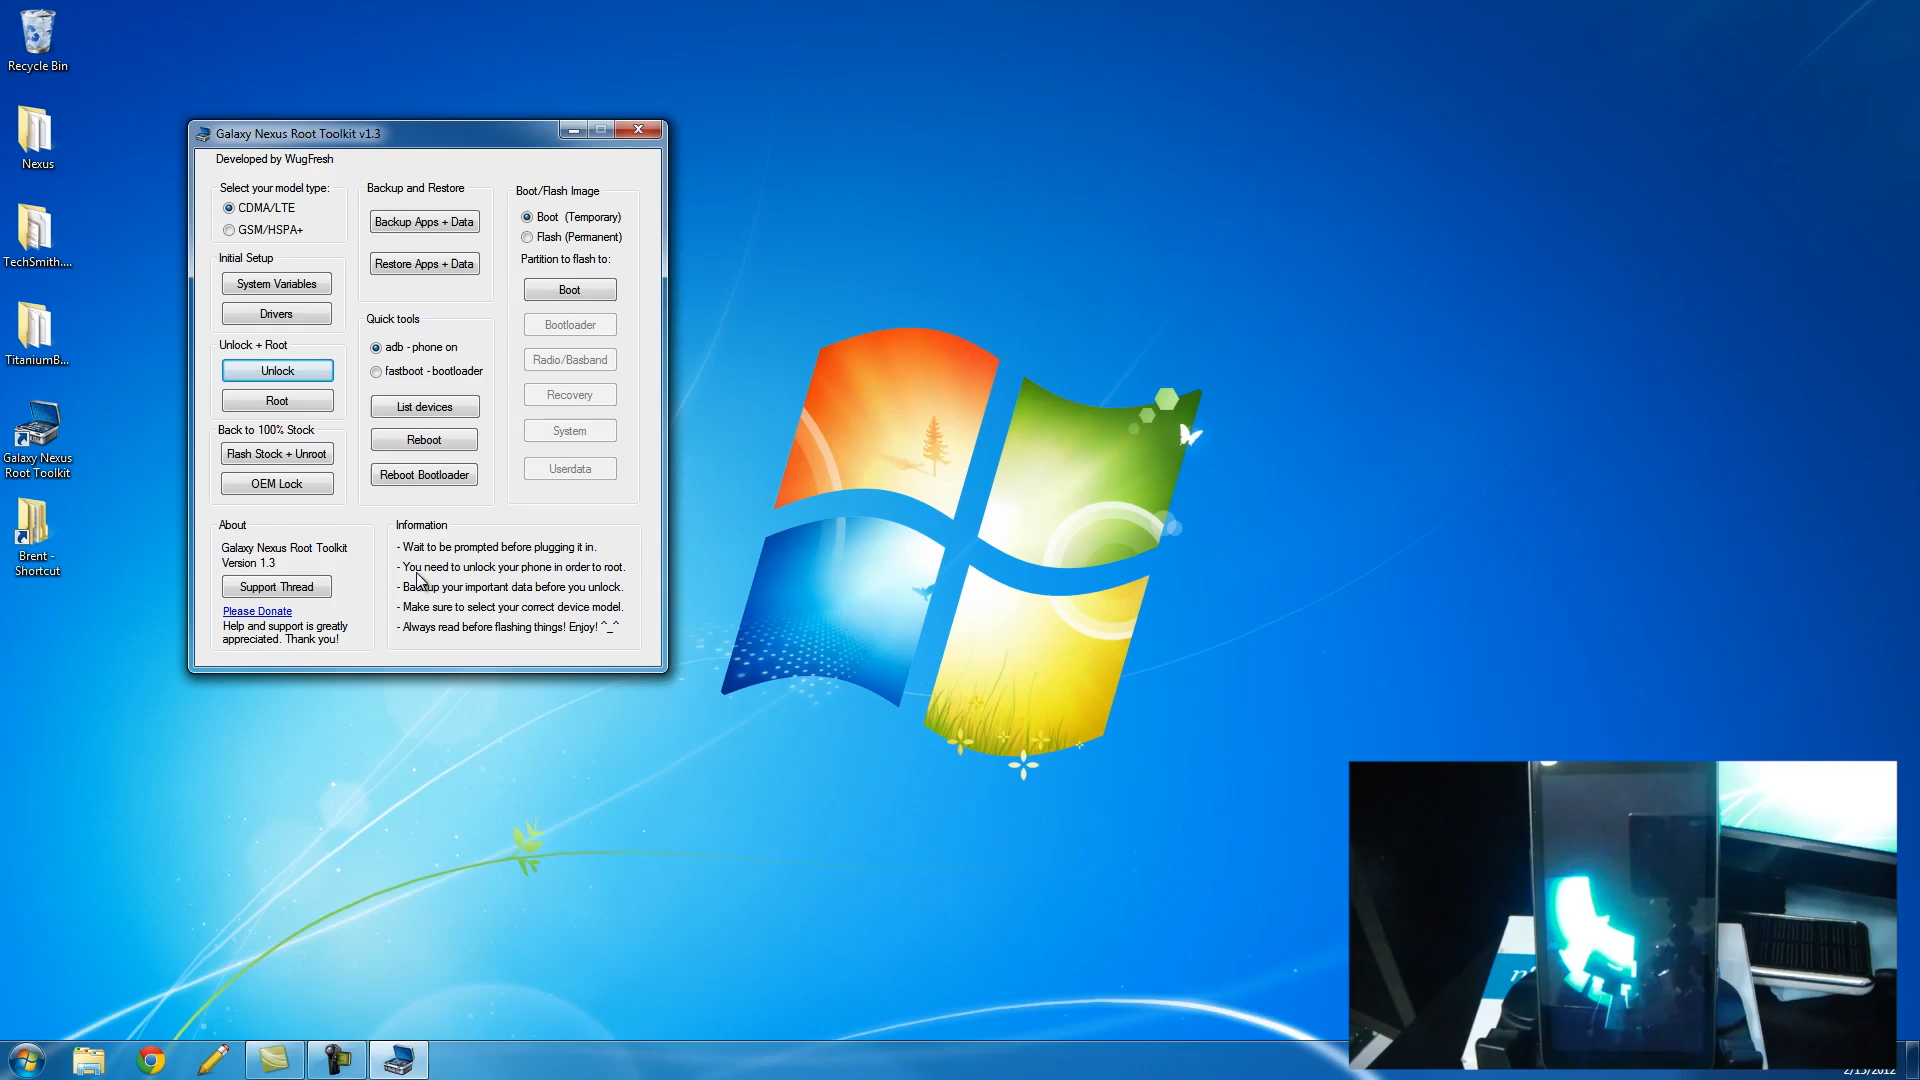 Recycle Bin
Nexus
TechSmith....
TitaniumB...
Galaxy Nexus
Root Toolkit
Brent -
Shortcut
Galaxy Nexus Root Toolkit v1.3
Developed by WugFresh
Select your model type:
CDMA/LTE
GSM/HSPA+
Initial Setup
System Variables
Drivers
Unlock + Root
Unlock
Root
Back to 100% Stock
Flash Stock + Unroot
OEM Lock
Backup and Restore
Backup Apps + Data
Restore Apps + Data
Quick tools
adb - phone on
fastboot - bootloader
List devices
Reboot
Reboot Bootloader
Boot/Flash Image
Boot (Temporary)
Flash (Permanent)
Partition to flash to:
Boot
Bootloader
Radio/Basband
Recovery
System
Userdata
About
Galaxy Nexus Root Toolkit
Version 1.3
Support Thread
Please Donate
Help and support is greatly
appreciated. Thank you!
Information
- Wait to be prompted before plugging it in.
- You need to unlock your phone in order to root.
- Backup your important data before you unlock.
- Make sure to select your correct device model.
- Always read before flashing things! Enjoy! ^_^
2/15/2012